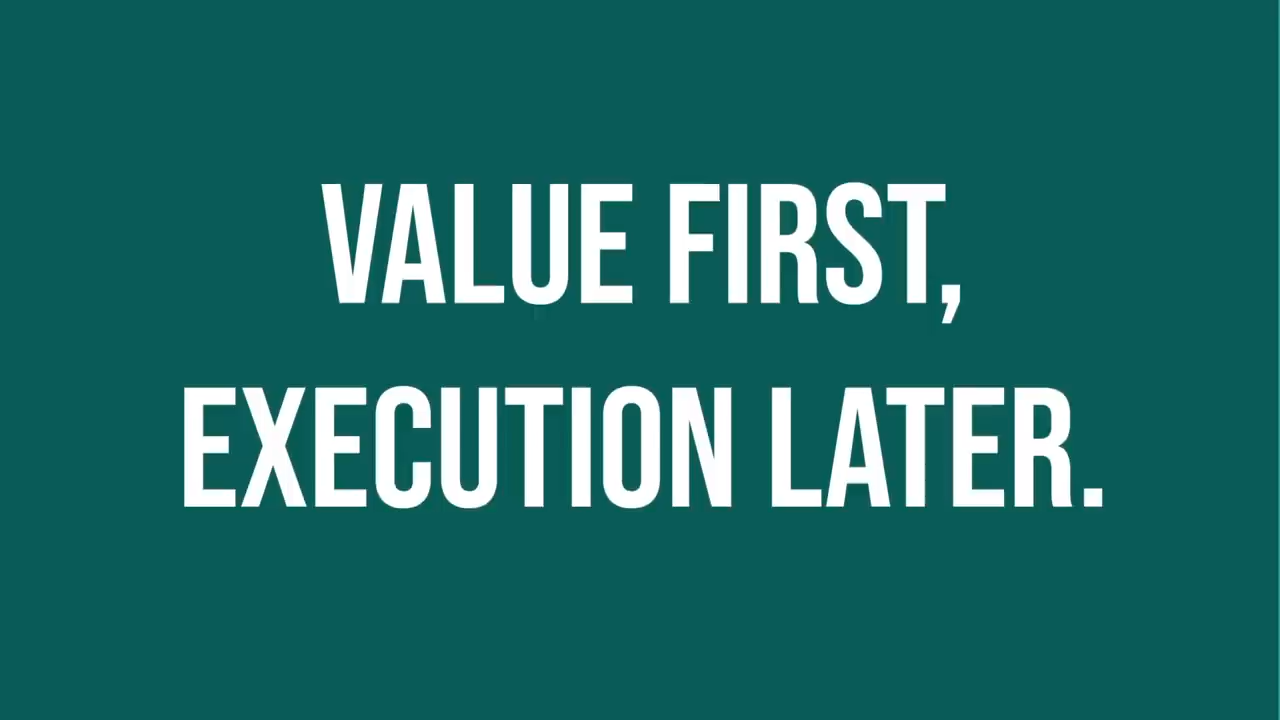 VALUE FIRST,
EXECUTION LATER.